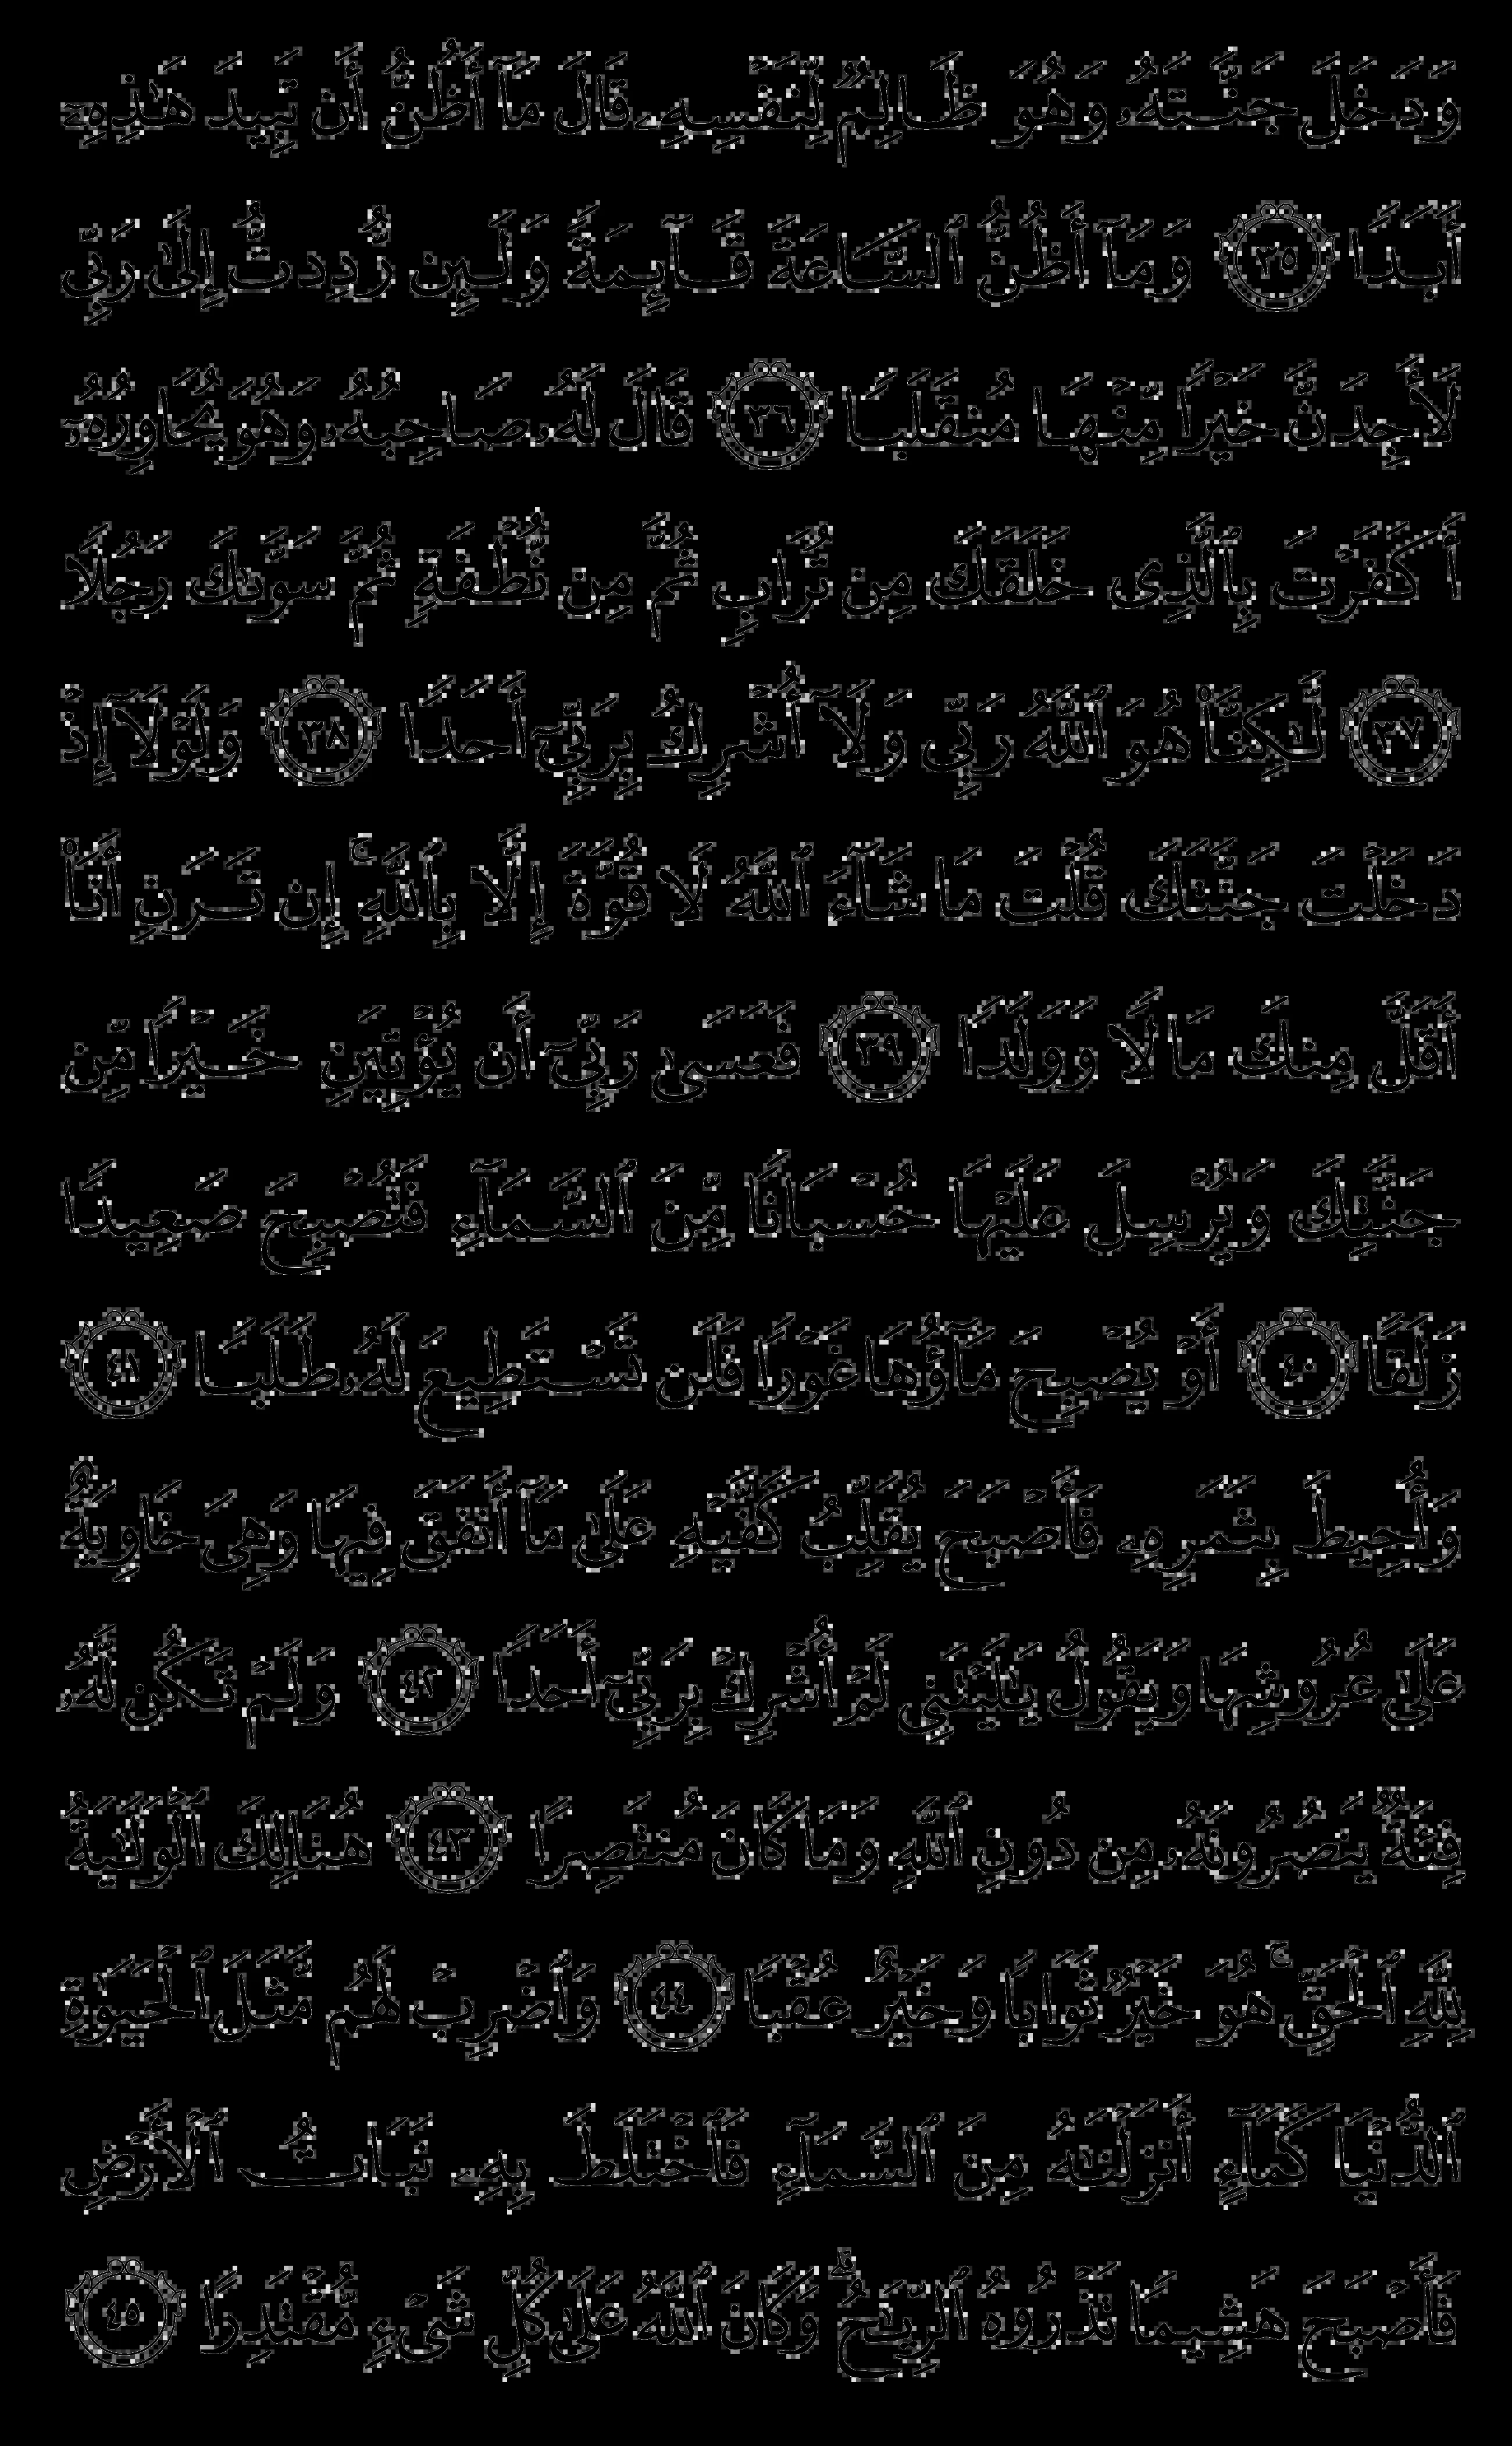 وَدَخَلَ جَنَّتَهُۥ وَهُوَ ظَالِمٌ لِّنَفْسِهِۦ قَالَ مَآ أَظُنُّ أَن تَبِيدَ هَٰذِهِۦٓ
أَبَدًا ٣٥ وَمَآ أَظُنُّ ٱلسَّاعَةَ قَآئِمَةً وَلَئِن رُّدِدتُّ إِلَىٰ رَبِّى
لَأَجِدَنَّ خَيْرًا مِّنْهَا مُنقَلَبًا ٣٦ قَالَ لَهُۥ صَاحِبُهُۥ وَهُوَ يُحَاوِرُهُۥٓ
أَكَفَرْتَ بِٱلَّذِى خَلَقَكَ مِن تُرَابٍ ثُمَّ مِن نُّطْفَةٍ ثُمَّ سَوَّىٰكَ رَجُلًا
٣٧ لَّٰكِنَّا۠ هُوَ ٱللَّهُ رَبِّى وَلَآ أُشْرِكُ بِرَبِّىٓ أَحَدًا ٣٨ وَلَوْلَآ إِذْ
دَخَلْتَ جَنَّتَكَ قُلْتَ مَا شَآءَ ٱللَّهُ لَا قُوَّةَ إِلَّا بِٱللَّهِ ۚ إِن تَرَنِ أَنَا۠
أَقَلَّ مِنكَ مَالًا وَوَلَدًا ٣٩ فَعَسَىٰ رَبِّىٓ أَن يُؤْتِيَنِ خَيْرًا مِّن
جَنَّتِكَ وَيُرْسِلَ عَلَيْهَا حُسْبَانًا مِّنَ ٱلسَّمَآءِ فَتُصْبِحَ صَعِيدًا
زَلَقًا ٤٠ أَوْ يُصْبِحَ مَآؤُهَا غَوْرًا فَلَن تَسْتَطِيعَ لَهُۥ طَلَبًا ٤١
وَأُحِيطَ بِثَمَرِهِۦ فَأَصْبَحَ يُقَلِّبُ كَفَّيْهِ عَلَىٰ مَآ أَنفَقَ فِيهَا وَهِىَ خَاوِيَةٌ
عَلَىٰ عُرُوشِهَا وَيَقُولُ يَٰلَيْتَنِى لَمْ أُشْرِكْ بِرَبِّىٓ أَحَدًا ٤٢ وَلَمْ تَكُن لَّهُۥ
فِئَةٌ يَنصُرُونَهُۥ مِن دُونِ ٱللَّهِ وَمَا كَانَ مُنتَصِرًا ٤٣ هُنَالِكَ ٱلْوَلَٰيَةُ
لِلَّهِ ٱلْحَقِّ ۚ هُوَ خَيْرٌ ثَوَابًا وَخَيْرٌ عُقْبًا ٤٤ وَٱضْرِبْ لَهُم مَّثَلَ ٱلْحَيَوٰةِ
ٱلدُّنْيَا كَمَآءٍ أَنزَلْنَٰهُ مِنَ ٱلسَّمَآءِ فَٱخْتَلَطَ بِهِۦ نَبَاتُ ٱلْأَرْضِ
فَأَصْبَحَ هَشِيمًا تَذْرُوهُ ٱلرِّيَٰحُ ۗ وَكَانَ ٱللَّهُ عَلَىٰ كُلِّ شَىْءٍ مُّقْتَدِرًا ٤٥